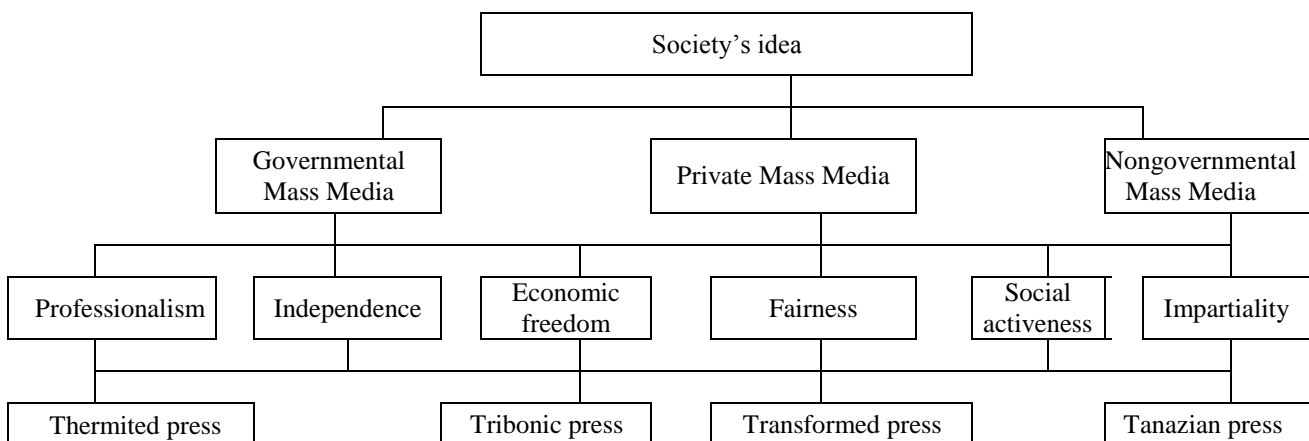 Society’s idea
Governmental
Mass Media
Private Mass Media
Nongovernmental
Mass Media
Professionalism
Independence
Economic
freedom
Fairness
Social
activeness
Impartiality
Thermited press
Tribonic press
Transformed press
Tanazian press